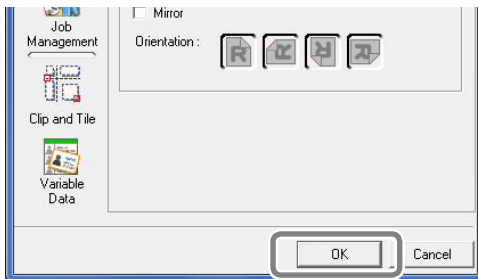 Mirror
Job
Management
Orientation :
R R R R
Clip and Tile
Variable
Data
OK
Cancel